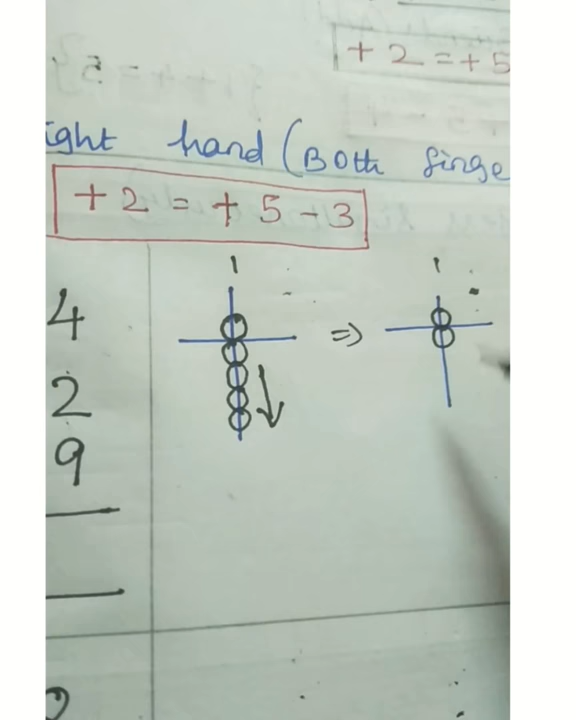 + 2 = + 5
ight hand (Both finge
+ 2 = + 5 - 3
4
2
9